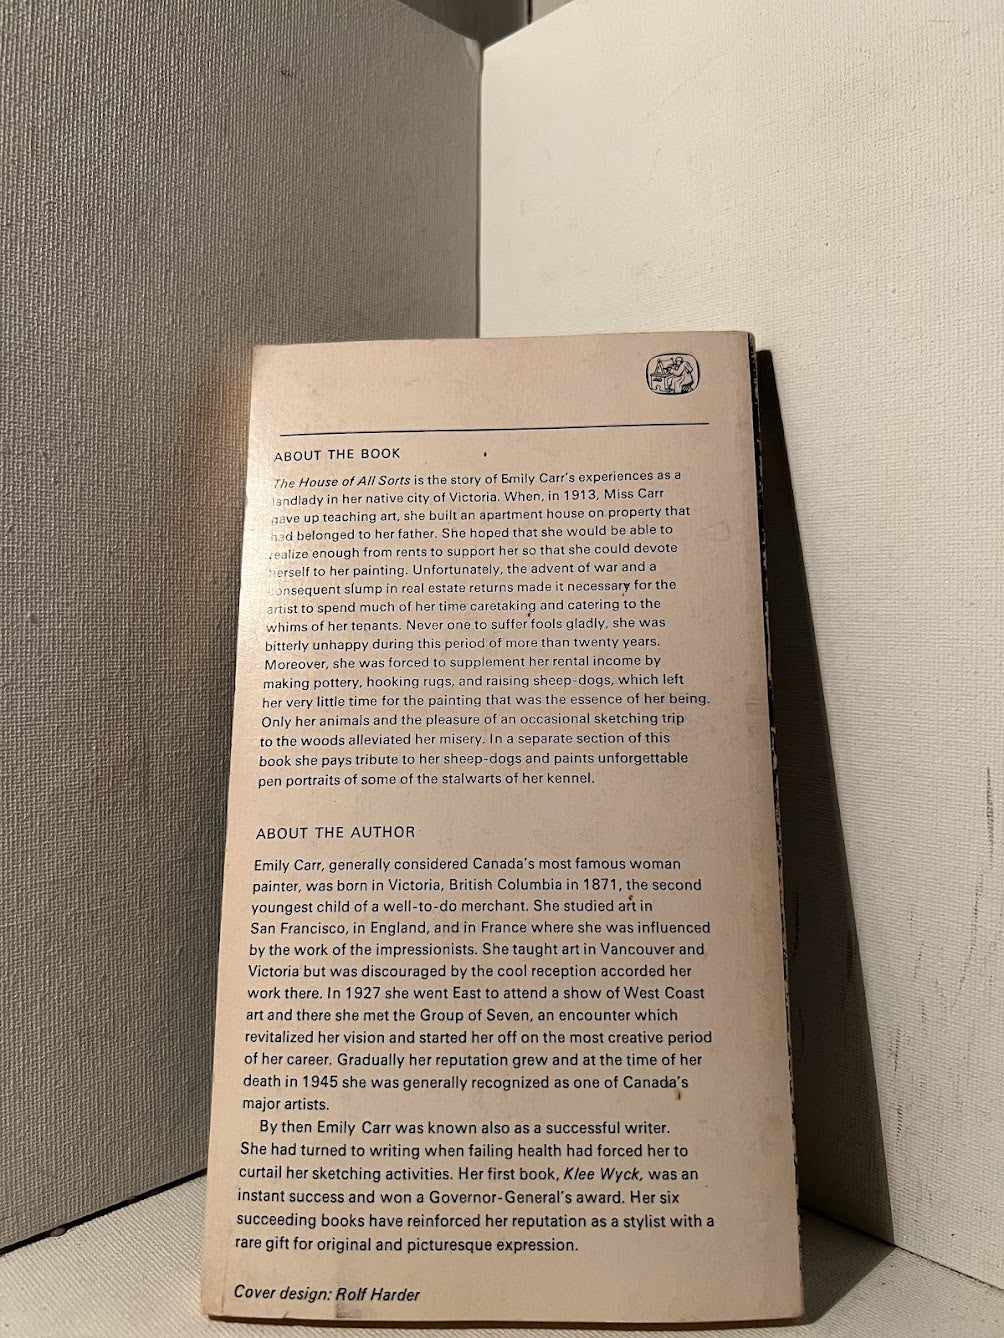 ABOUT THE BOOK
The House of All Sorts is the story of Emily Carr's experiences as a
landlady in her native city of Victoria. When, in 1913, Miss Carr
gave up teaching art, she built an apartment house on property that
had belonged to her father. She hoped that she would be able to
realize enough from rents to support her so that she could devote
herself to her painting. Unfortunately, the advent of war and a
consequent slump in real estate returns made it necessary for the
artist to spend much of her time caretaking and catering to the
whims of her tenants. Never one to suffer fools gladly, she was
bitterly unhappy during this period of more than twenty years.
Moreover, she was forced to supplement her rental income by
making pottery, hooking rugs, and raising sheep-dogs, which left
her very little time for the painting that was the essence of her being.
Only her animals and the pleasure of an occasional sketching trip
to the woods alleviated her misery. In a separate section of this
book she pays tribute to her sheep-dogs and paints unforgettable
pen portraits of some of the stalwarts of her kennel.
ABOUT THE AUTHOR
Emily Carr, generally considered Canada's most famous woman
painter, was born in Victoria, British Columbia in 1871, the second
youngest child of a well-to-do merchant. She studied art in
San Francisco, in England, and in France where she was influenced
by the work of the impressionists. She taught art in Vancouver and
Victoria but was discouraged by the cool reception accorded her
work there. In 1927 she went East to attend a show of West Coast
art and there she met the Group of Seven, an encounter which
revitalized her vision and started her off on the most creative period
of her career. Gradually her reputation grew and at the time of her
death in 1945 she was generally recognized as one of Canada's
major artists.
By then Emily Carr was known also as a successful writer.
She had turned to writing when failing health had forced her to
curtail her sketching activities. Her first book, Klee Wyck, was an
instant success and won a Governor-General's award. Her six
succeeding books have reinforced her reputation as a stylist with a
rare gift for original and picturesque expression.
Cover design: Rolf Harder